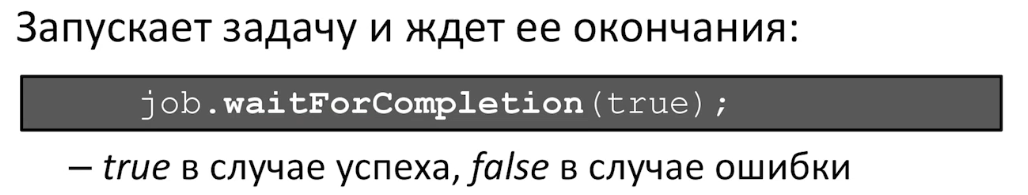 Запускает задачу и ждет ее окончания:
job.waitForCompletion(true);
– true в случае успеха, false в случае ошибки